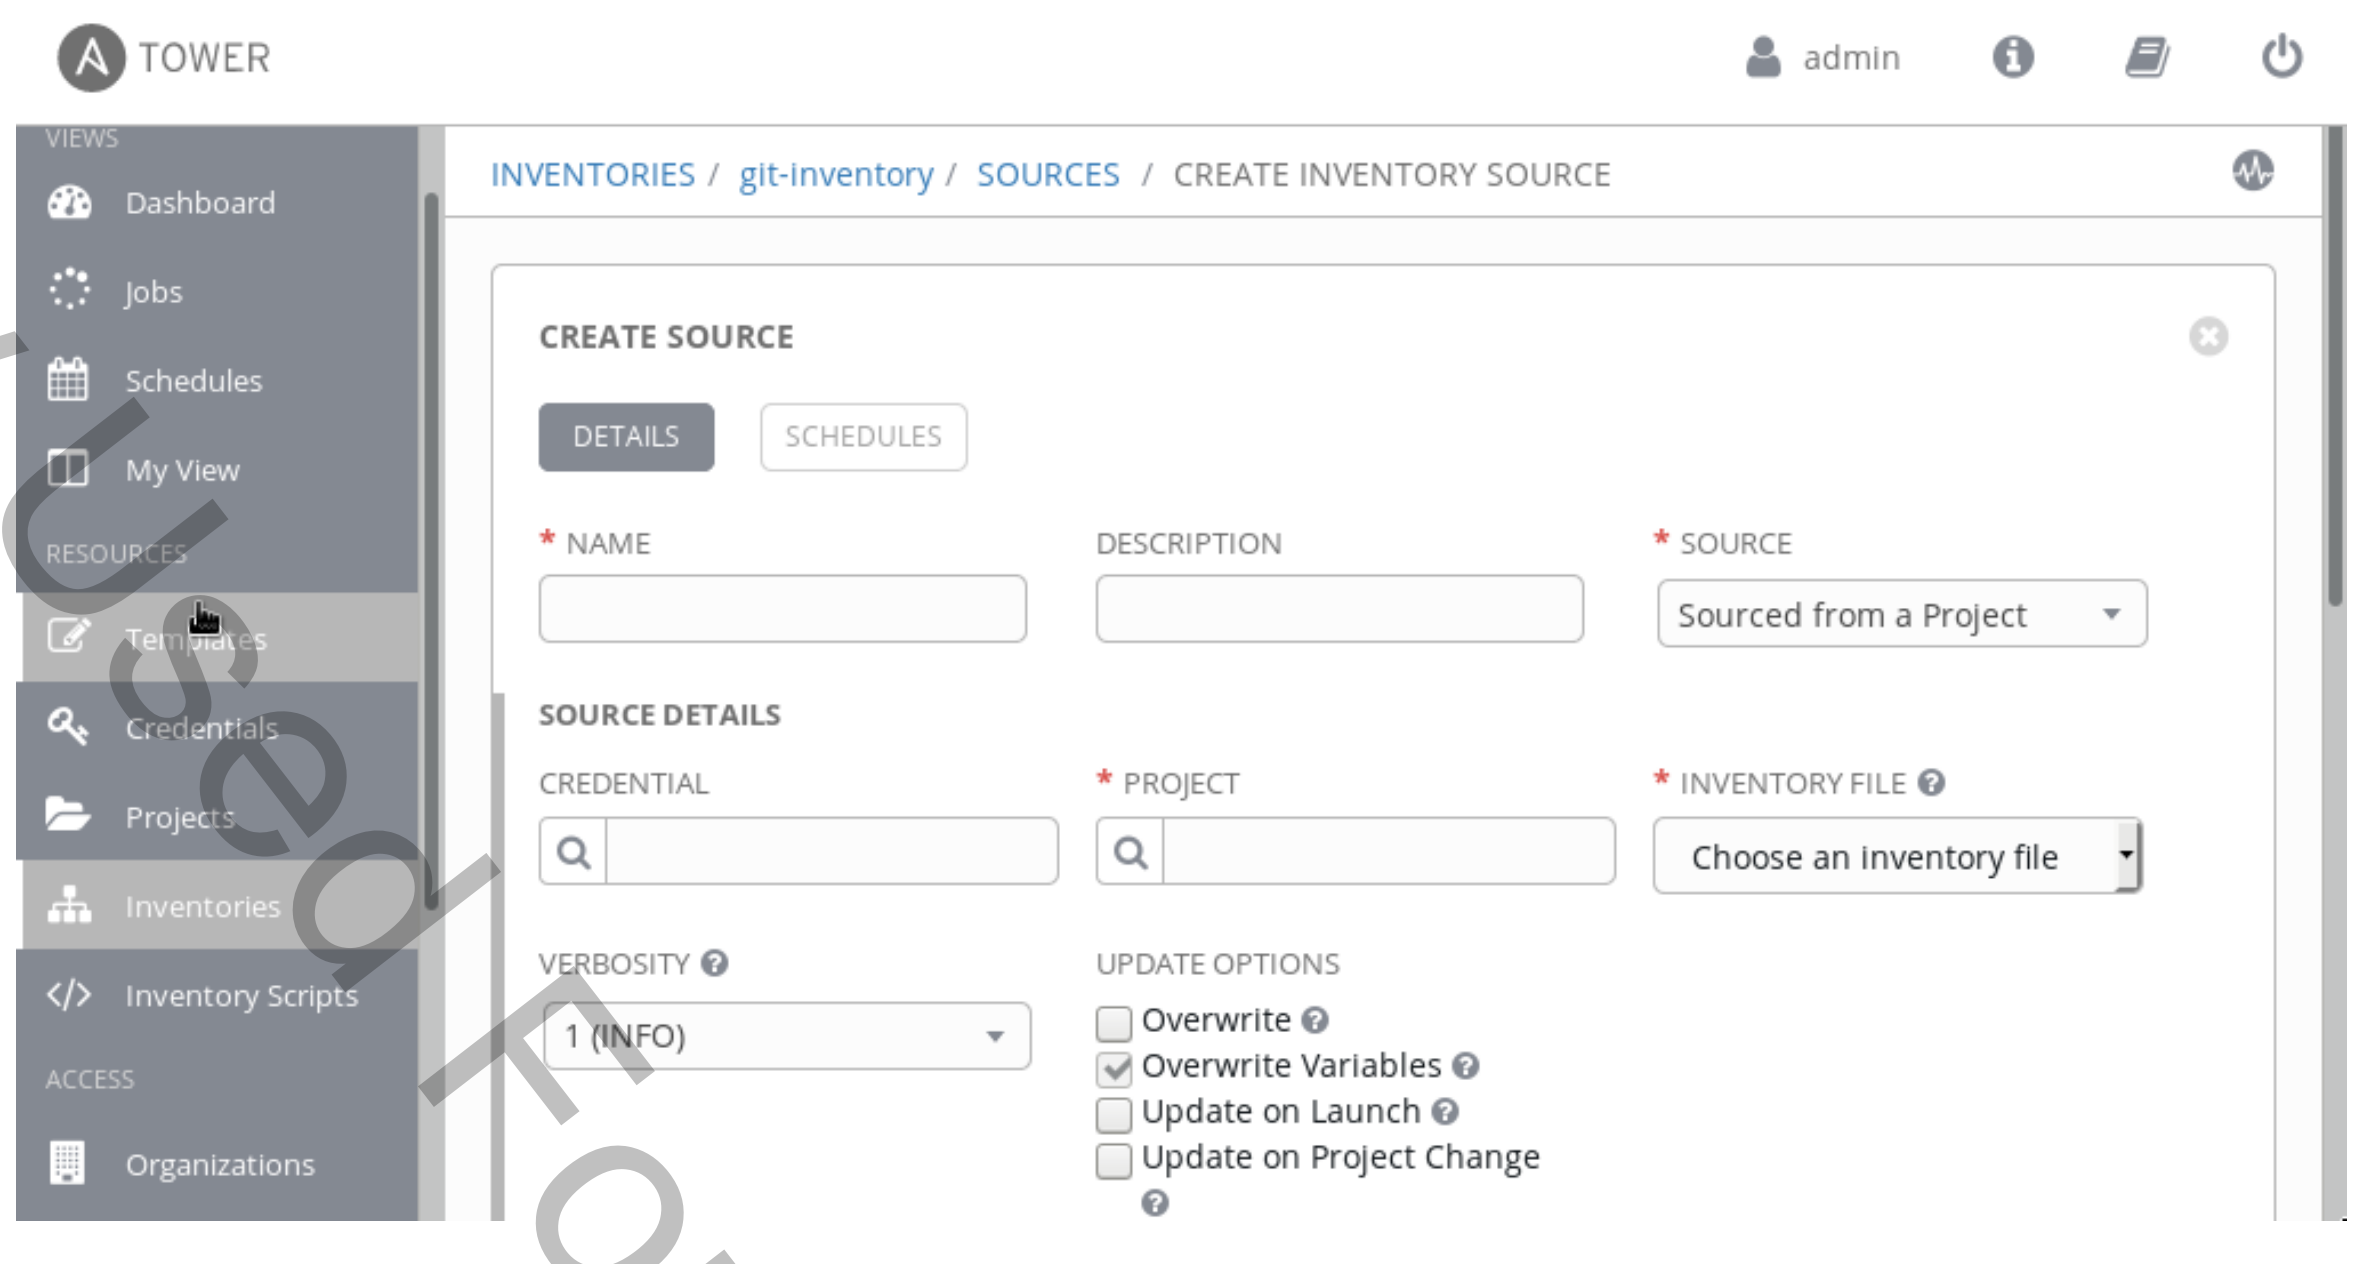 TOWER
admin
VIEWS
Dashboard
Jobs
Schedules
My View
RESOURCES
Templates
Credentials
Projects
Inventories
Inventory Scripts
ACCESS
Organizations
INVENTORIES / git-inventory / SOURCES / CREATE INVENTORY SOURCE
CREATE SOURCE
DETAILS SCHEDULES
* NAME DESCRIPTION * SOURCE
Sourced from a Project
SOURCE DETAILS
CREDENTIAL * PROJECT * INVENTORY FILE
Choose an inventory file
VERBOSITY UPDATE OPTIONS
1 (INFO)
Overwrite
Overwrite Variables
Update on Launch
Update on Project Change
Used